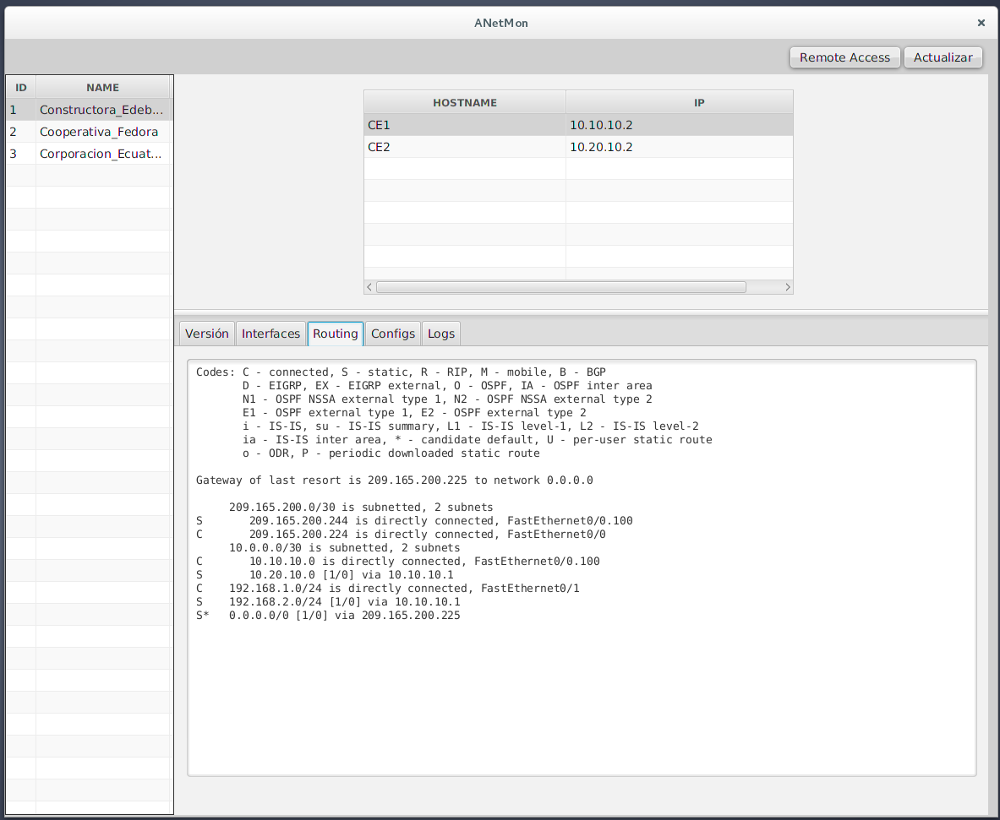 ANetMon
Remote Access Actualizar
ID NAME
1 Constructora_Edeb...
2 Cooperativa_Fedora
3 Corporacion_Ecuat...
HOSTNAME IP
CE1 10.10.10.2
CE2 10.20.10.2
Versión Interfaces Routing Configs Logs
Codes: C - connected, S - static, R - RIP, M - mobile, B - BGP
D - EIGRP, EX - EIGRP external, O - OSPF, IA - OSPF inter area
N1 - OSPF NSSA external type 1, N2 - OSPF NSSA external type 2
E1 - OSPF external type 1, E2 - OSPF external type 2
i - IS-IS, su - IS-IS summary, L1 - IS-IS level-1, L2 - IS-IS level-2
ia - IS-IS inter area, * - candidate default, U - per-user static route
o - ODR, P - periodic downloaded static route
Gateway of last resort is 209.165.200.225 to network 0.0.0.0
209.165.200.0/30 is subnetted, 2 subnets
S 209.165.200.244 is directly connected, FastEthernet0/0.100
C 209.165.200.224 is directly connected, FastEthernet0/0
10.0.0.0/30 is subnetted, 2 subnets
C 10.10.10.0 is directly connected, FastEthernet0/0.100
S 10.20.10.0 [1/0] via 10.10.10.1
C 192.168.1.0/24 is directly connected, FastEthernet0/1
S 192.168.2.0/24 [1/0] via 10.10.10.1
S* 0.0.0.0/0 [1/0] via 209.165.200.225